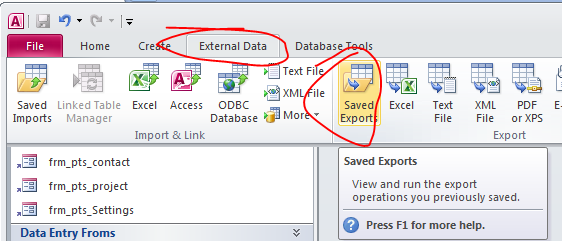 A
File Home Create External Data Database Tools
Saved Imports
Linked Table Manager
Excel
Access
ODBC Database
Text File
XML File
More
Import & Link
Saved Exports
Excel
Text File
XML File
PDF or XPS
E-
Export
frm_pts_contact
frm_pts_project
frm_pts_Settings
Data Entry Froms
Saved Exports
View and run the export
operations you previously saved.
Press F1 for more help.